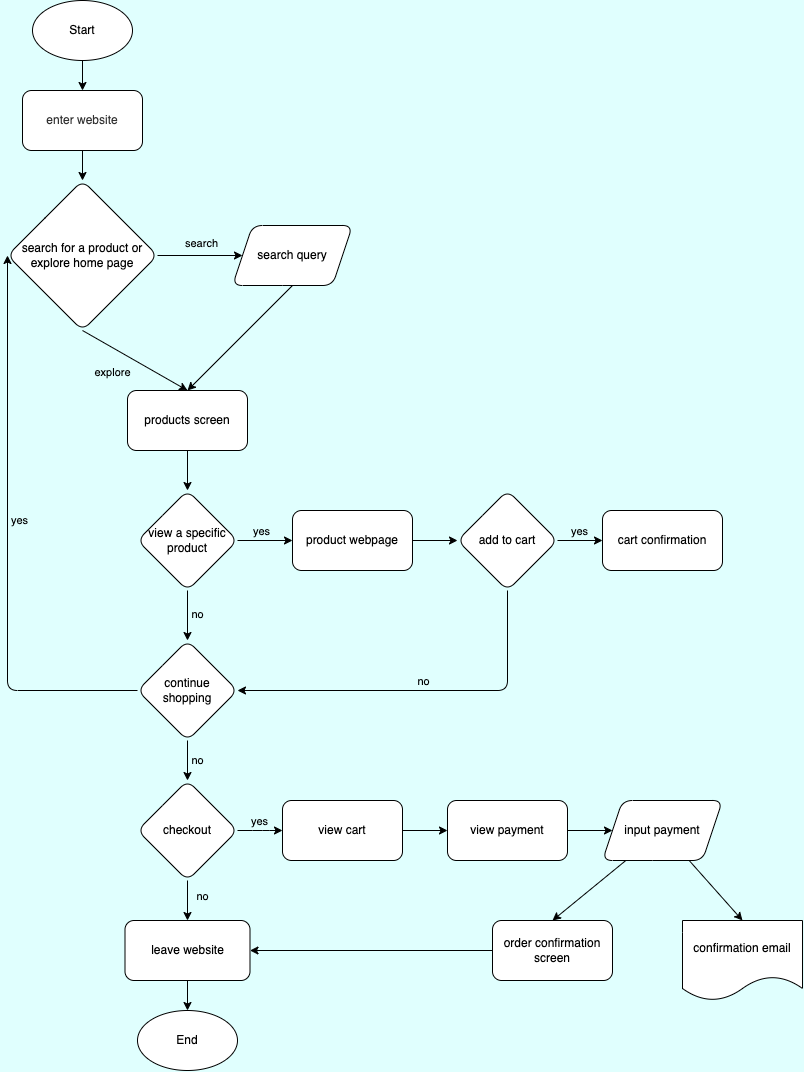 Start
enter website
search for a product or
explore home page
search
search query
explore
products screen
yes
view a specific
product
yes
product webpage
add to cart
yes
cart confirmation
no
continue
shopping
no
no
checkout
yes
view cart
view payment
input payment
no
leave website
order confirmation
screen
confirmation email
End